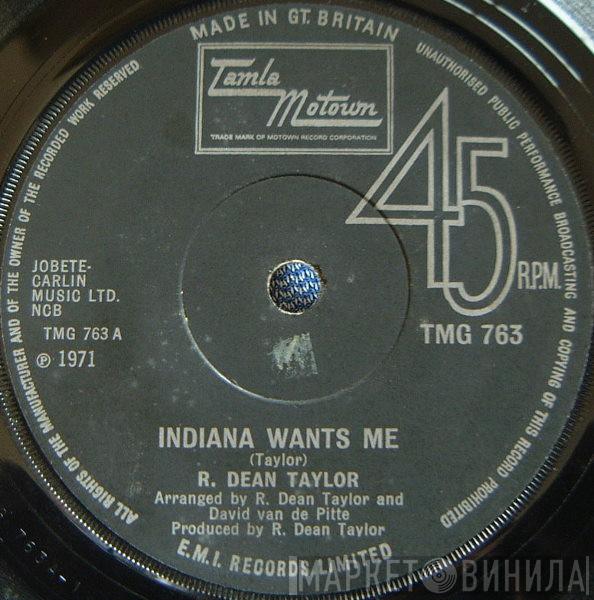 MADE IN GT. BRITAIN
UNAUTHORISED PUBLIC PERFORMANCE BROADCASTING AND COPYING OF THIS RECORD PROHIBITED
ALL RIGHTS OF THE MANUFACTURER AND OF THE OWNER OF THE RECORDED WORK RESERVED
Tamla
Motown
TRADE MARK OF MOTOWN RECORD CORPORATION
45
R.P.M.
JOBETE-
CARLIN
MUSIC LTD.
NCB
TMG 763 A
℗ 1971
TMG 763
INDIANA WANTS ME
(Taylor)
R. DEAN TAYLOR
Arranged by R. Dean Taylor and
David van de Pitte
Produced by R. Dean Taylor
E.M.I. RECORDS LIMITED
МАРКЕТ ВИНИЛА